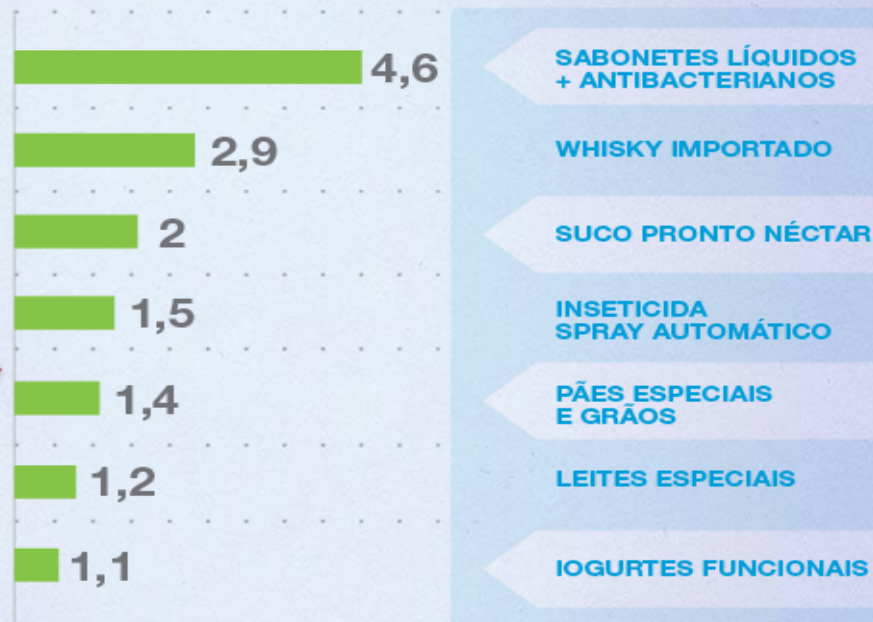 4,6
SABONETES LÍQUIDOS
+ ANTIBACTERIANOS
2,9
WHISKY IMPORTADO
2
SUCO PRONTO NÉCTAR
1,5
INSETICIDA
SPRAY AUTOMÁTICO
1,4
PÃES ESPECIAIS
E GRÃOS
1,2
LEITES ESPECIAIS
1,1
IOGURTES FUNCIONAIS